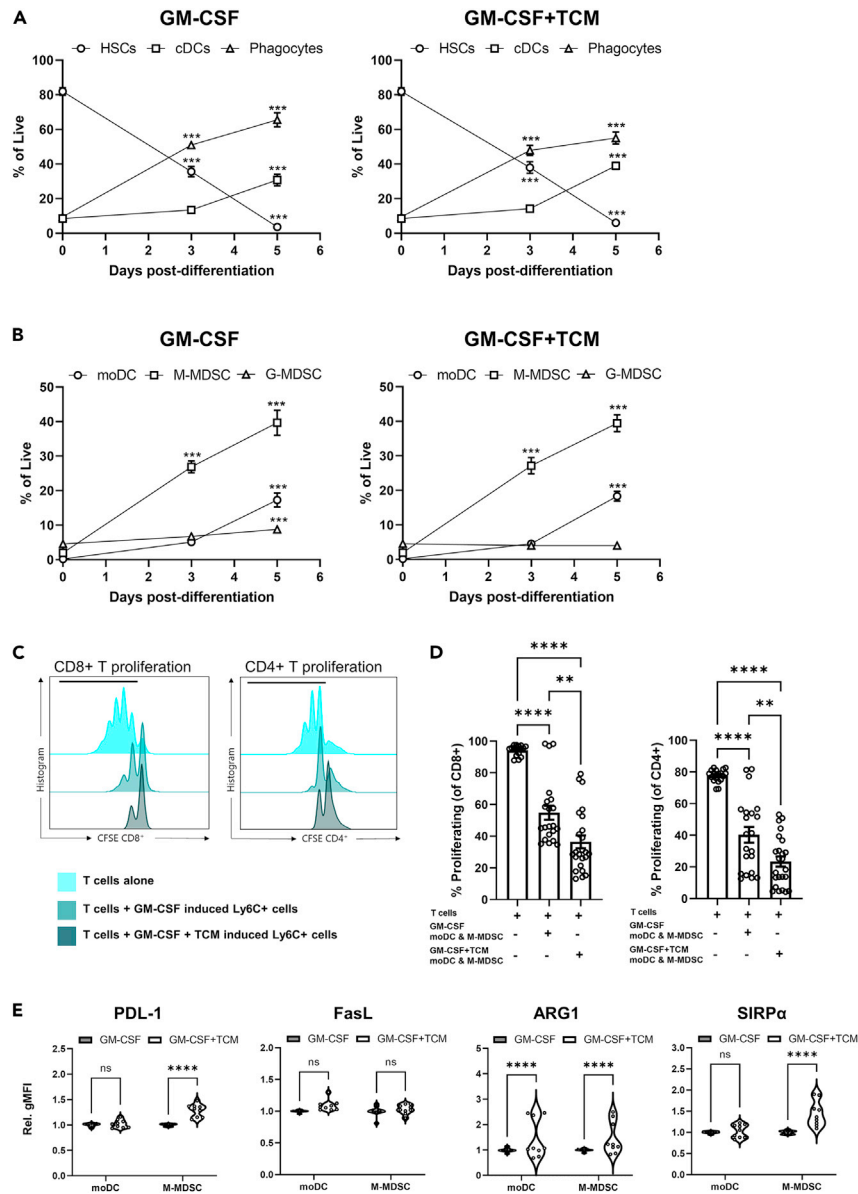 A
GM-CSF
GM-CSF+TCM
HSCs cDCs Phagocytes
HSCs cDCs Phagocytes
% of Live
100
80
60
40
20
0
*** *** *** *** *** ***
0 1 2 3 4 5 6
Days post-differentiation
% of Live
100
80
60
40
20
0
*** *** *** *** ***
0 1 2 3 4 5 6
Days post-differentiation
B
GM-CSF
GM-CSF+TCM
moDC M-MDSC G-MDSC
moDC M-MDSC G-MDSC
% of Live
50
40
30
20
10
0
*** *** *** ***
0 1 2 3 4 5 6
Days post-differentiation
% of Live
50
40
30
20
10
0
*** *** ***
0 1 2 3 4 5 6
Days post-differentiation
C
CD8+ T proliferation
CD4+ T proliferation
Histogram
CFSE CD8+
Histogram
CFSE CD4+
T cells alone
T cells + GM-CSF induced Ly6C+ cells
T cells + GM-CSF + TCM induced Ly6C+ cells
D
****
**
****
% Proliferating (of CD8+)
100
80
60
40
20
0
****
**
****
% Proliferating (of CD4+)
100
80
60
40
20
0
T cells + + +
GM-CSF
moDC & M-MDSC - + -
GM-CSF+TCM
moDC & M-MDSC - - +
T cells + + +
GM-CSF
moDC & M-MDSC - + -
GM-CSF+TCM
moDC & M-MDSC - - +
E
PDL-1
GM-CSF GM-CSF+TCM
Rel. gMFI
2.5
2.0
1.5
1.0
0.5
0.0
ns ****
moDC M-MDSC
FasL
GM-CSF GM-CSF+TCM
2.0
1.5
1.0
0.5
0.0
ns ns
moDC M-MDSC
ARG1
GM-CSF GM-CSF+TCM
5
4
3
2
1
0
**** ****
moDC M-MDSC
SIRPα
GM-CSF GM-CSF+TCM
3.0
2.5
2.0
1.5
1.0
0.5
0.0
ns ****
moDC M-MDSC